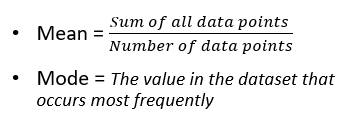 • Mean = Sum of all data points / Number of data points
• Mode = The value in the dataset that
occurs most frequently